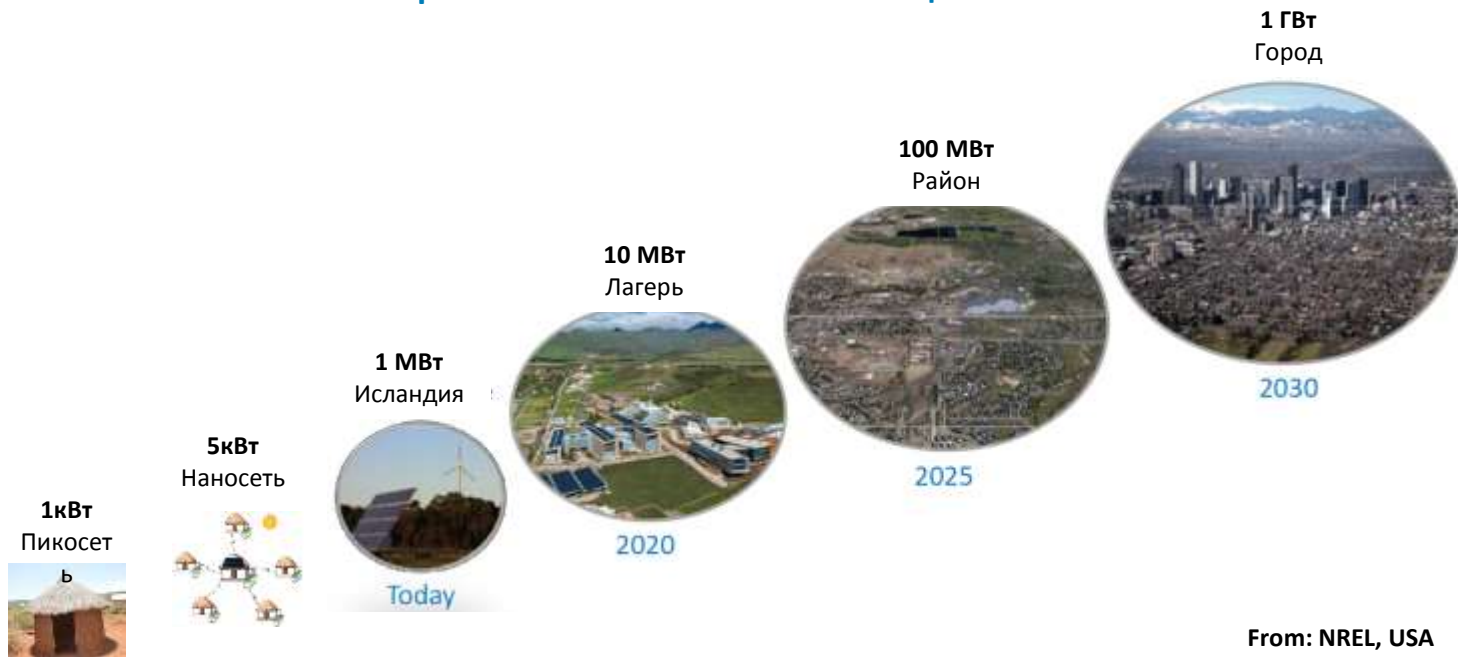 1 ГВт
Город
100 МВт
Район
10 МВт
Лагерь
1 МВт
Исландия
5кВт
Наносеть
1кВт
Пикосет
ь
Today
2020
2025
2030
From: NREL, USA